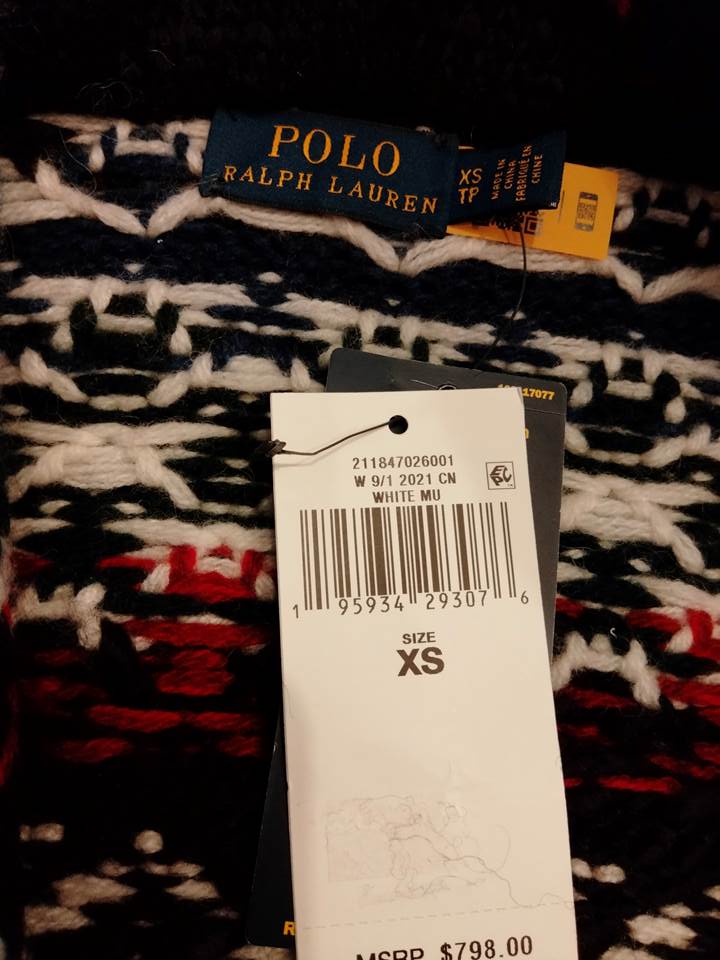 POLO
RALPH LAUREN
XS
TP
MADE IN
CHINA
FABRIQUÉ EN
CHINE
17077
211847026001
W 9/1 2021 CN
WHITE MU
1 95934 29307 6
SIZE
XS
R
MSRP $798.00